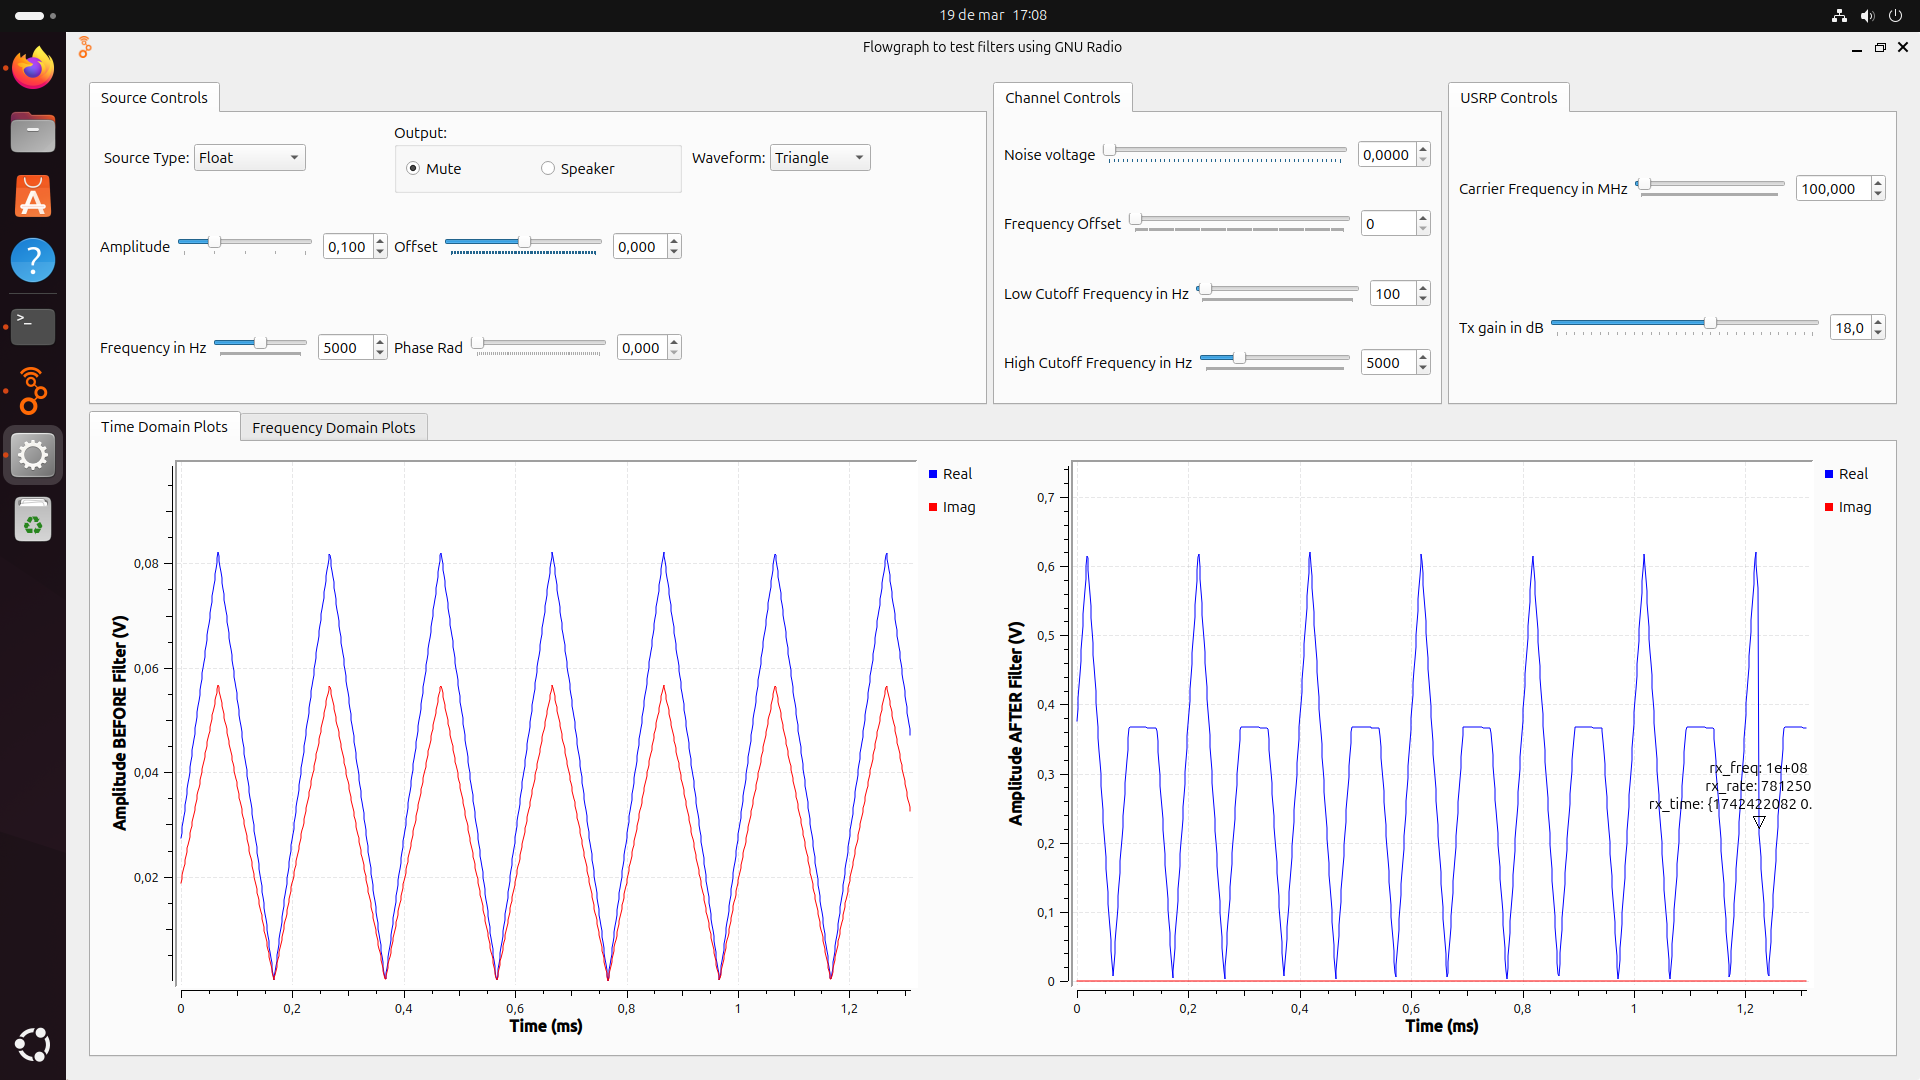 19 de mar 17:08
Flowgraph to test filters using GNU Radio
Source Controls
Source Type: Float
Output:
Mute
Speaker
Waveform: Triangle
Amplitude 0,100
Offset 0,000
Frequency in Hz 5000
Phase Rad 0,000
Channel Controls
Noise voltage 0,0000
Frequency Offset 0
Low Cutoff Frequency in Hz 100
High Cutoff Frequency in Hz 5000
USRP Controls
Carrier Frequency in MHz 100,000
Tx gain in dB 18,0
Time Domain Plots
Frequency Domain Plots
Amplitude BEFORE Filter (V)
0,08
0,06
0,04
0,02
0 0,2 0,4 0,6 0,8 1 1,2
Time (ms)
Real
Imag
Amplitude AFTER Filter (V)
0,7
0,6
0,5
0,4
0,3
0,2
0,1
0
rx_freq: 1e+08
rx_rate: 781250
rx_time: {1742422082 0.
0 0,2 0,4 0,6 0,8 1 1,2
Time (ms)
Real
Imag